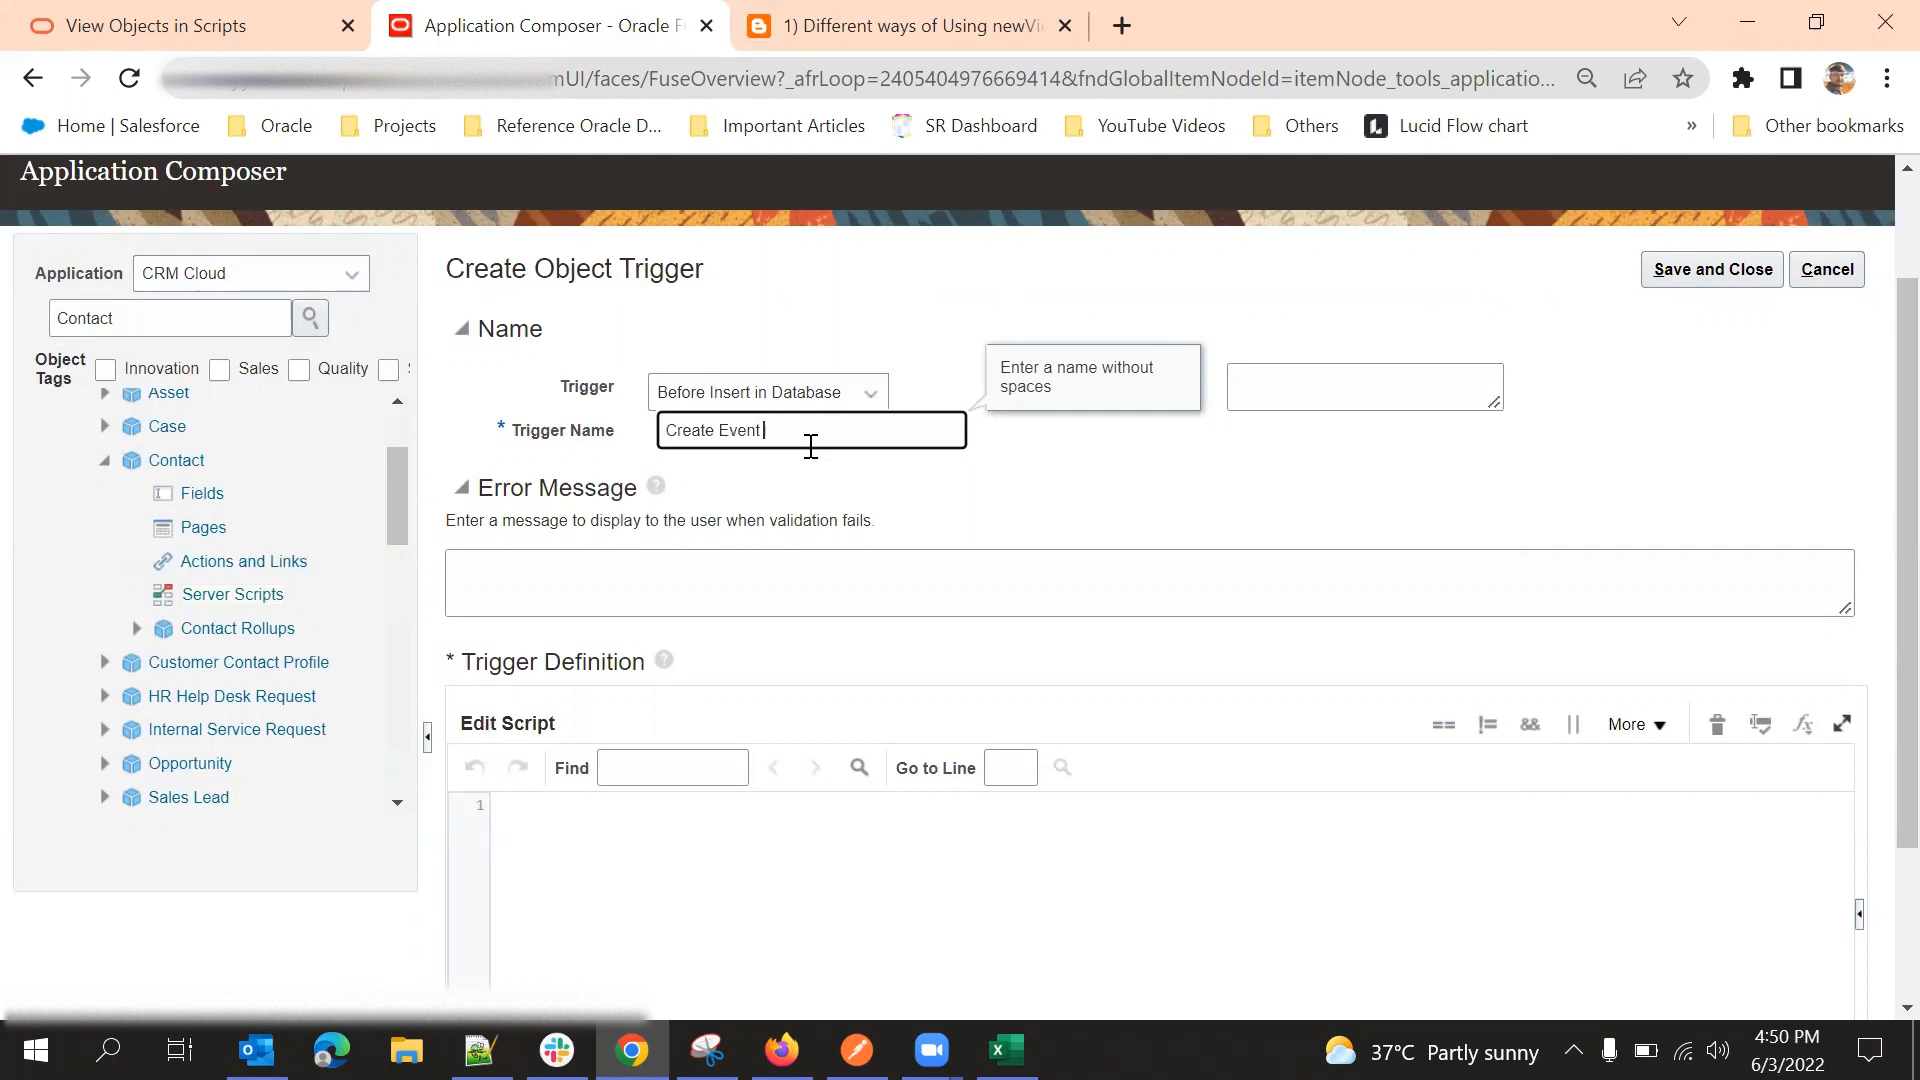 View Objects in Scripts
Application Composer - Oracle F
1) Different ways of Using newVi
mUI/faces/FuseOverview?_afrLoop=2405404976669414&fndGlobalItemNodeId=itemNode_tools_applicatio...
Home | Salesforce
Oracle
Projects
Reference Oracle D...
Important Articles
SR Dashboard
YouTube Videos
Others
Lucid Flow chart
»
Other bookmarks
Application Composer
Application
CRM Cloud
Contact
Object Tags
Innovation
Sales
Quality
Asset
Case
Contact
Fields
Pages
Actions and Links
Server Scripts
Contact Rollups
Customer Contact Profile
HR Help Desk Request
Internal Service Request
Opportunity
Sales Lead
Create Object Trigger
Save and Close
Cancel
Name
Trigger
Before Insert in Database
Enter a name without
spaces
* Trigger Name
Create Event
Error Message
Enter a message to display to the user when validation fails.
* Trigger Definition
Edit Script
== != && || More
Find
Go to Line
1
37°C Partly sunny
4:50 PM
6/3/2022